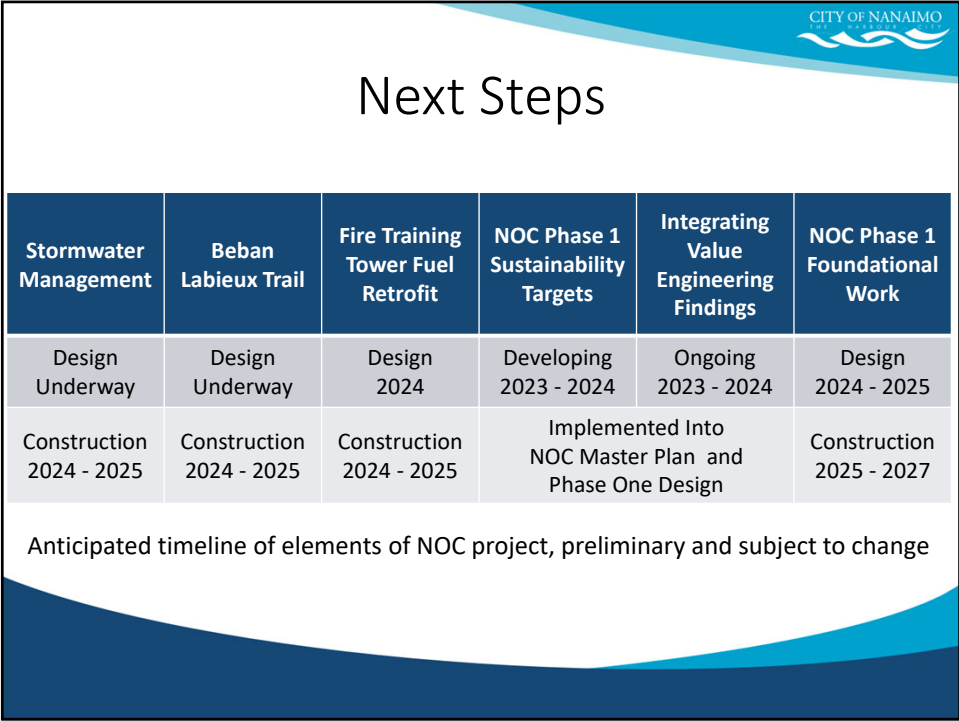 CITY OF NANAIMO
THE HARBOUR CITY
Next Steps
Stormwater
Management
Beban
Labieux Trail
Fire Training
Tower Fuel
Retrofit
NOC Phase 1
Sustainability
Targets
Integrating
Value
Engineering
Findings
NOC Phase 1
Foundational
Work
Design
Underway
Design
Underway
Design
2024
Developing
2023 - 2024
Ongoing
2023 - 2024
Design
2024 - 2025
Construction
2024 - 2025
Construction
2024 - 2025
Construction
2024 - 2025
Implemented Into
NOC Master Plan and
Phase One Design
Construction
2025 - 2027
Anticipated timeline of elements of NOC project, preliminary and subject to change